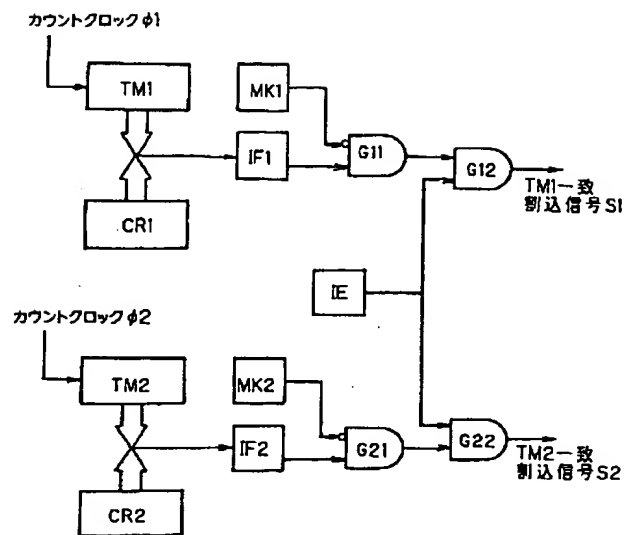 カウントクロックφ1
TM1
MK1
IF1
G11
G12
CR1
TM1一致
割込信号S1
IE
カウントクロックφ2
TM2
MK2
IF2
G21
G22
CR2
TM2一致
割込信号S2